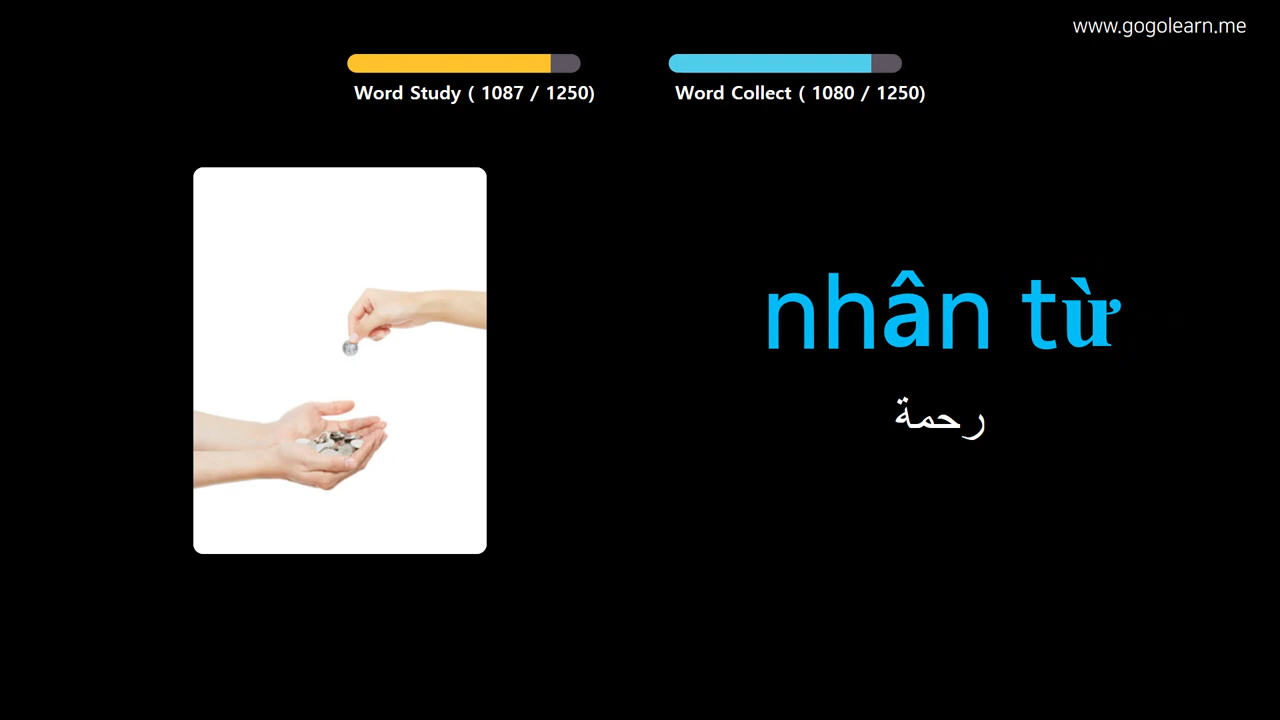 www.gogolearn.me
Word Study ( 1087 / 1250)
Word Collect ( 1080 / 1250)
nhân từ
رحمة